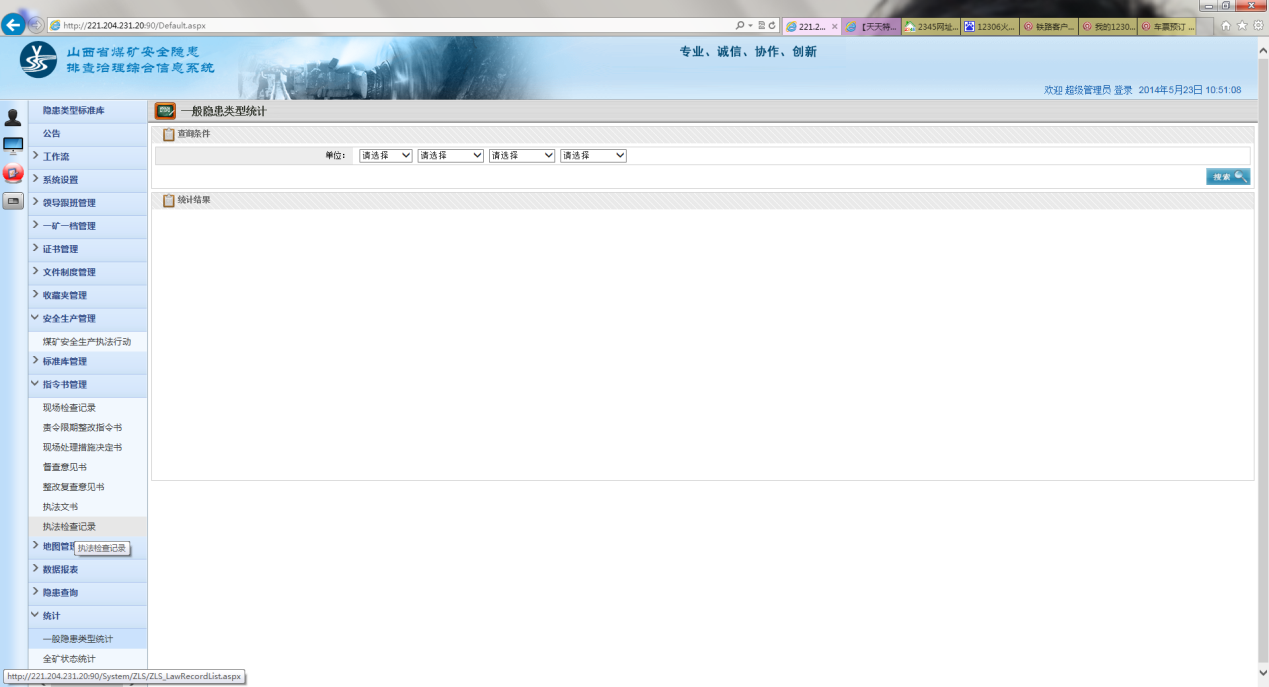 http://221.204.231.20:90/Default.aspx
221.2...
【天天特...
2345网址...
12306火...
铁路客户...
我的1230...
车票预订 ...
山西省煤矿安全隐患
排查治理综合信息系统
专业、诚信、协作、创新
欢迎 超级管理员 登录 2014年5月23日 10:51:08
隐患类型标准库
公告
工作流
系统设置
领导跟班管理
一矿一档管理
证书管理
文件制度管理
收藏夹管理
安全生产管理
煤矿安全生产执法行动
标准库管理
指令书管理
现场检查记录
责令限期整改指令书
现场处理措施决定书
督查意见书
整改复查意见书
执法文书
执法检查记录
地图管
执法检查记录
数据报表
隐患查询
统计
一般隐患类型统计
全矿状态统计
http://221.204.231.20:90/System/ZLS/ZLS_LawRecordList.aspx
一般隐患类型统计
查询条件
单位: 请选择 请选择 请选择 请选择
搜索
统计结果